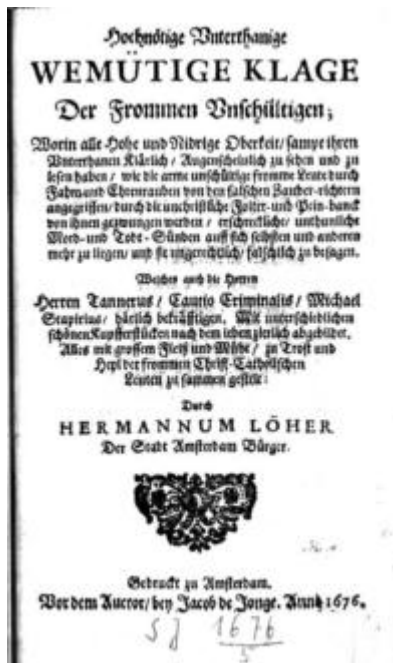 Hochnötige Vnterthanige
WEMÜTIGE KLAGE
Der Frommen Vnschültigen;
Worin alle Hohe und Nidrige Oberkeit/ sampt ihren
Vnterthanen Klärlich/ Augenscheinlich zu sehen und zu
lesen haben/ wie die arme unschültige fromme Leute durch
Fahm und Ehrenrauben von den falschen Zauber-richtern
angegriffen/ durch die unchristliche Folter-und Pein-banck
von ihnen gezwungen werden/ erschreckliche/ unthunliche
Mord-und Todt-Sünden auff sich selbsten und anderen
mehr zu liegen/ und sie ungerechtlich/ falschlich zu besagen.
Welches auch die Herren
Herren Tannerus/ Cautio Criminalis/ Michael
Stapirius/ härlich bekräfftigen. Mit unterschiedlichen
schönen Kupfferstücken nach dem leben zierlich abgebildet.
Alles mit grossem Fleiß und Mühe/ zu Trost und
Heyl der frommen Christ-Catholischen
Leuten zu sammen gestelt:
Durch
HERMANNUM LÖHER
Der Stadt Amsterdam Bürger.
Gedruckt zu Amsterdam.
Vor dem Auctor/ bey Jacob de Jonge. Anno 1676.
1676